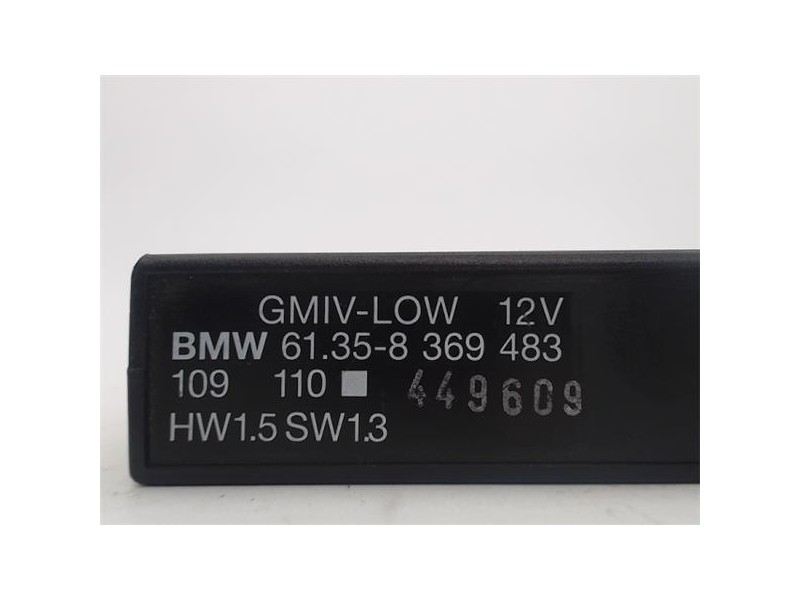 GMIV-LOW 12V
BMW 61.35-8 369 483
109 110 449609
HW1.5 SW1.3